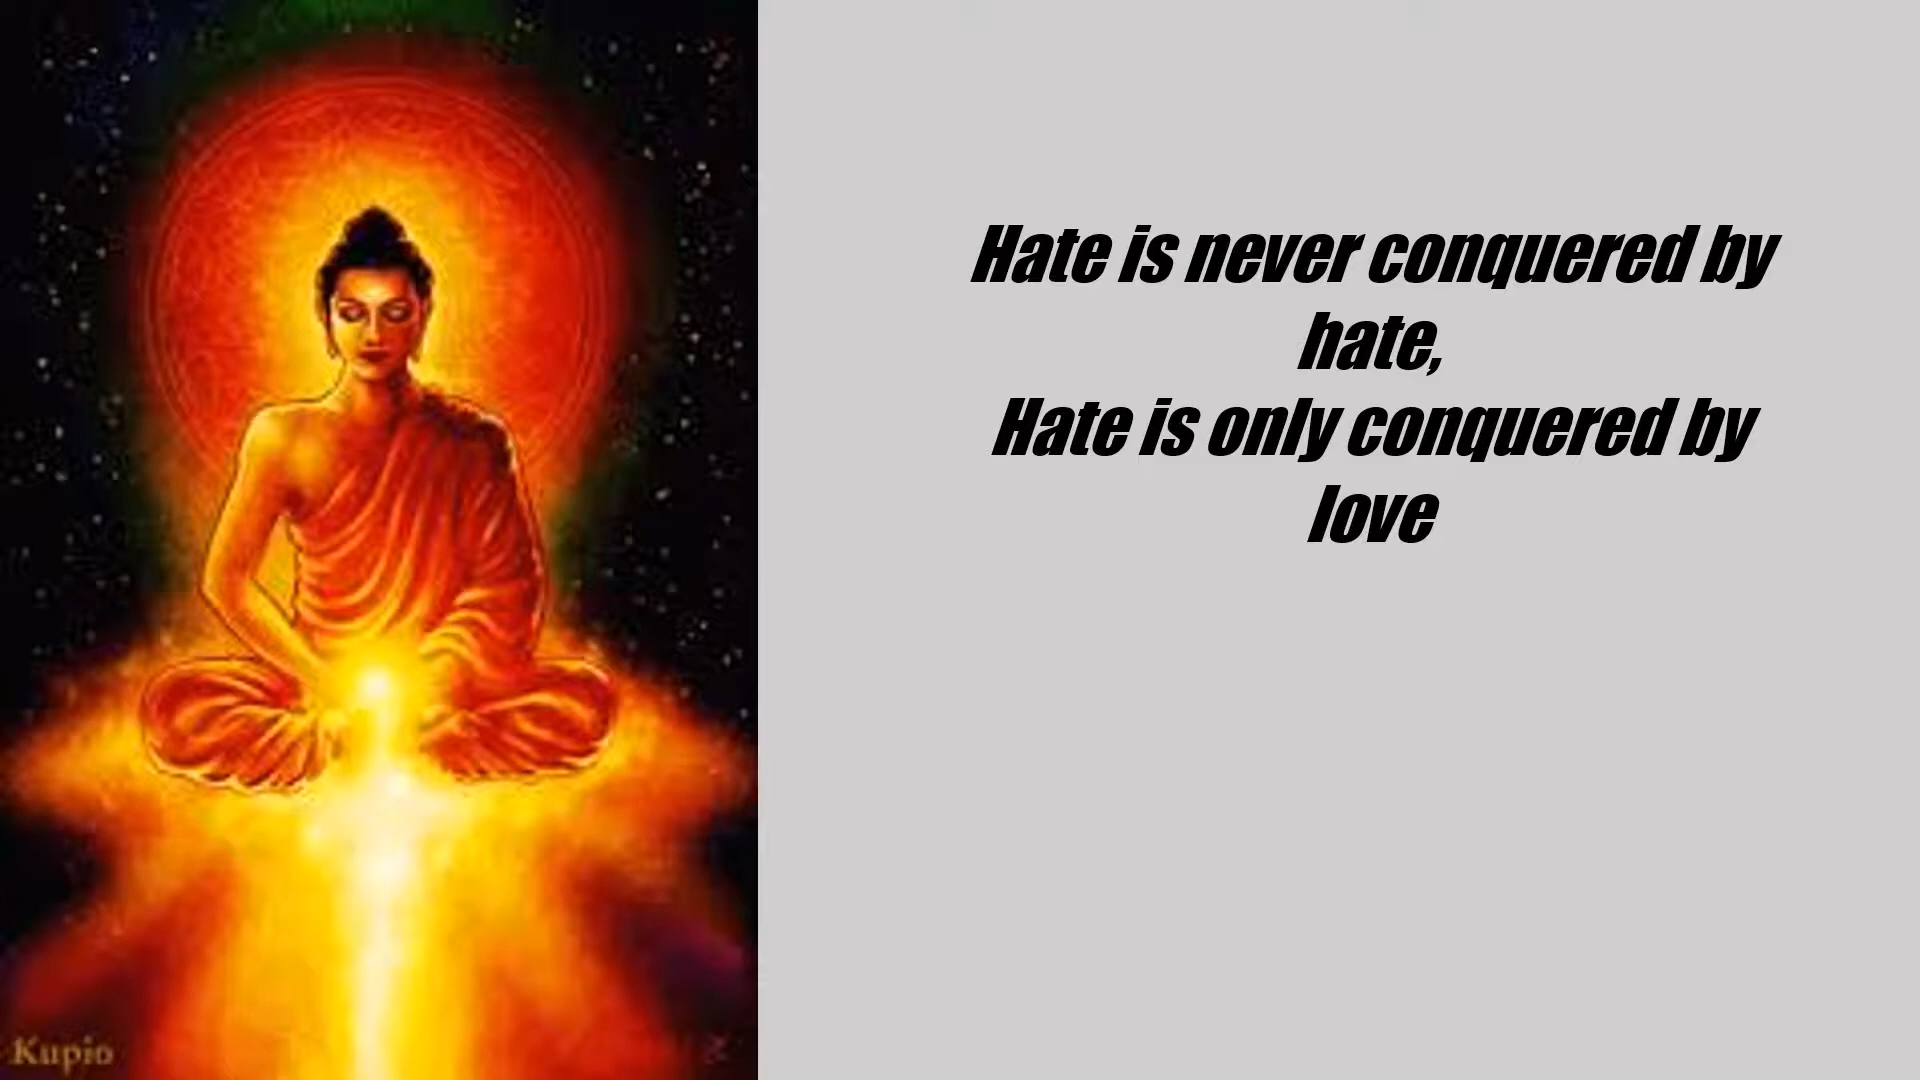 Hate is never conquered by
hate,
Hate is only conquered by
love
Kupio